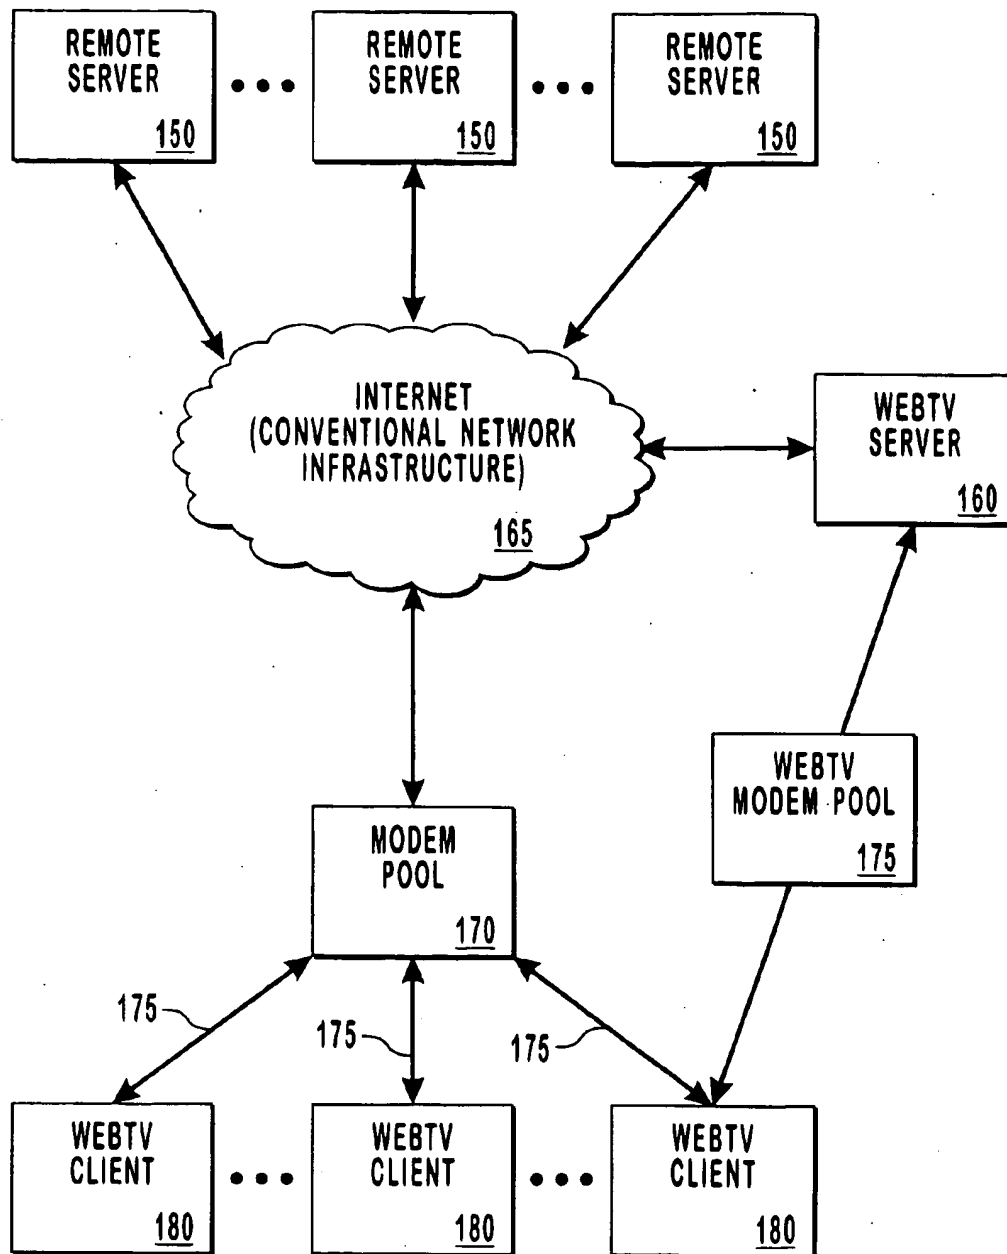 REMOTE
SERVER
150
REMOTE
SERVER
150
REMOTE
SERVER
150
INTERNET
(CONVENTIONAL NETWORK
INFRASTRUCTURE)
165
WEBTV
SERVER
160
WEBTV
MODEM POOL
175
MODEM
POOL
170
175
175
175
WEBTV
CLIENT
180
WEBTV
CLIENT
180
WEBTV
CLIENT
180